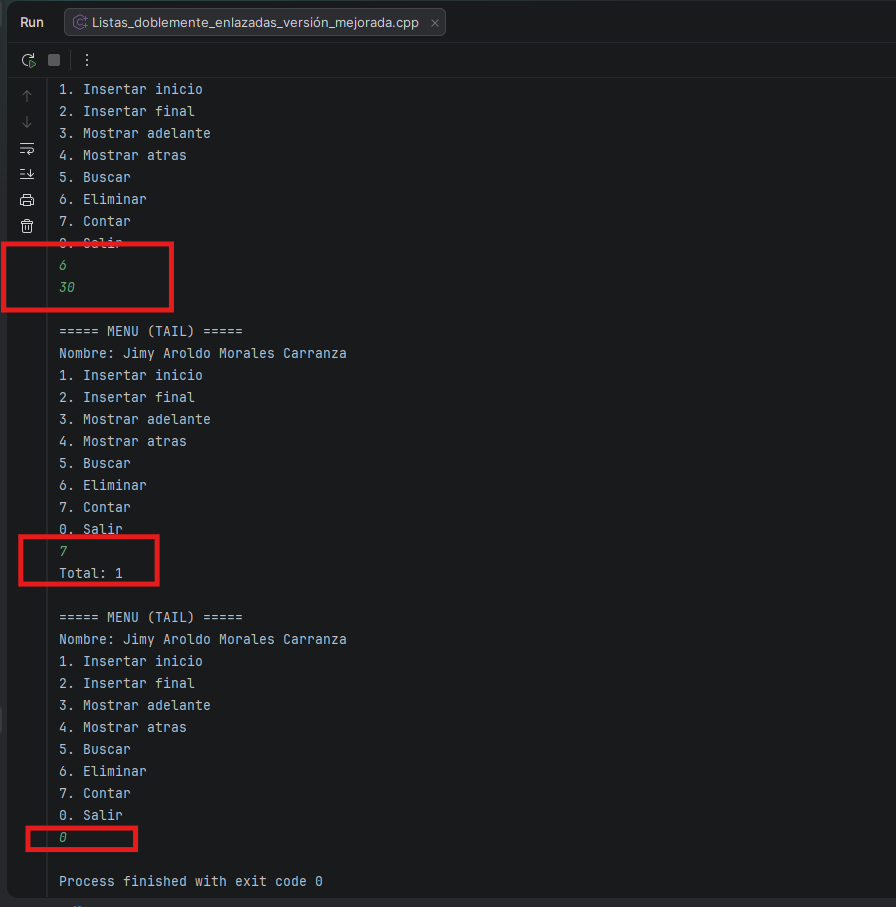 Run
Listas_doblemente_enlazadas_versión_mejorada.cpp
1. Insertar inicio
2. Insertar final
3. Mostrar adelante
4. Mostrar atras
5. Buscar
6. Eliminar
7. Contar
0. Salir
6
30
===== MENU (TAIL) =====
Nombre: Jimy Aroldo Morales Carranza
1. Insertar inicio
2. Insertar final
3. Mostrar adelante
4. Mostrar atras
5. Buscar
6. Eliminar
7. Contar
0. Salir
7
Total: 1
===== MENU (TAIL) =====
Nombre: Jimy Aroldo Morales Carranza
1. Insertar inicio
2. Insertar final
3. Mostrar adelante
4. Mostrar atras
5. Buscar
6. Eliminar
7. Contar
0. Salir
0
Process finished with exit code 0